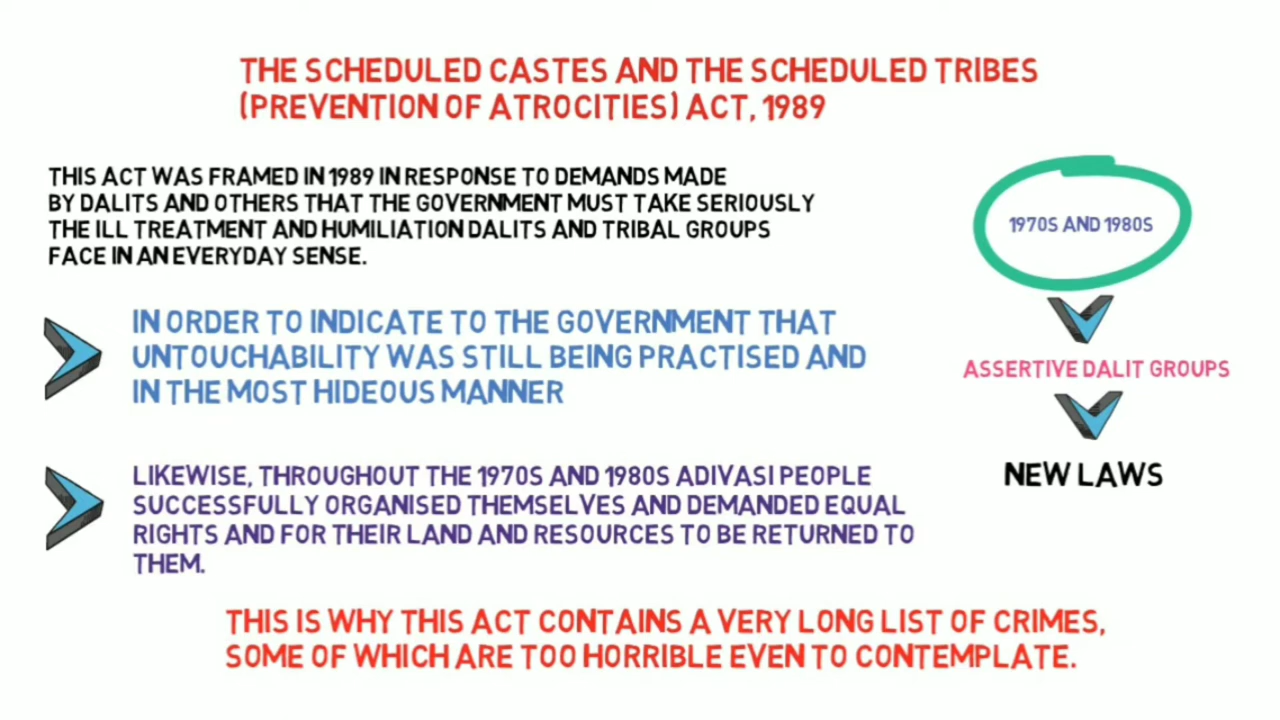 THE SCHEDULED CASTES AND THE SCHEDULED TRIBES
(PREVENTION OF ATROCITIES) ACT, 1989
THIS ACT WAS FRAMED IN 1989 IN RESPONSE TO DEMANDS MADE
BY DALITS AND OTHERS THAT THE GOVERNMENT MUST TAKE SERIOUSLY
THE ILL TREATMENT AND HUMILIATION DALITS AND TRIBAL GROUPS
FACE IN AN EVERYDAY SENSE.
IN ORDER TO INDICATE TO THE GOVERNMENT THAT
UNTOUCHABILITY WAS STILL BEING PRACTISED AND
IN THE MOST HIDEOUS MANNER
LIKEWISE, THROUGHOUT THE 1970S AND 1980S ADIVASI PEOPLE
SUCCESSFULLY ORGANISED THEMSELVES AND DEMANDED EQUAL
RIGHTS AND FOR THEIR LAND AND RESOURCES TO BE RETURNED TO
THEM.
1970S AND 1980S
ASSERTIVE DALIT GROUPS
NEW LAWS
THIS IS WHY THIS ACT CONTAINS A VERY LONG LIST OF CRIMES,
SOME OF WHICH ARE TOO HORRIBLE EVEN TO CONTEMPLATE.